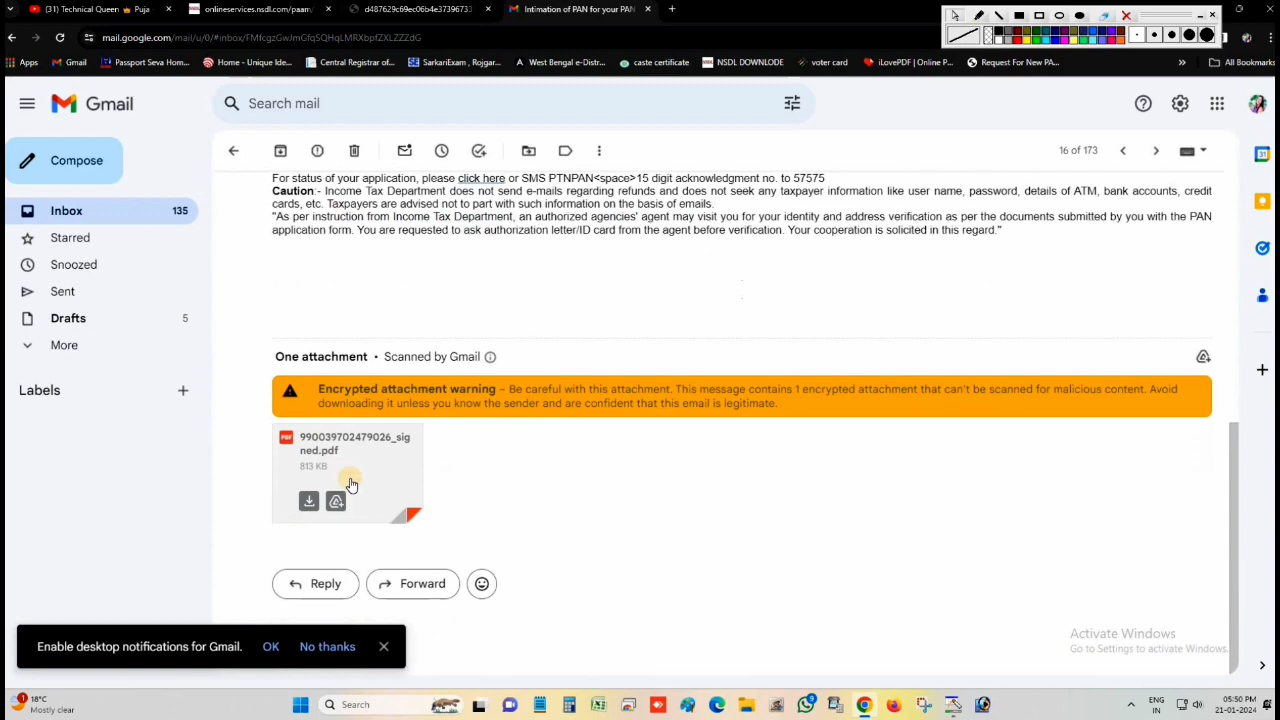 Technical Queen 👑 Puja
onlineservices.nsdl.com/paam
d487629c69ec06b4e37396733
Intimation of PAN for your PAN
mail.google.com/mail/u/0/#inbox/
Apps
Gmail
Passport Seva Hom...
Home - Unique Ide...
Central Registrar of...
SarkariExam, Rojgar...
West Bengal e-Distr...
caste certificate
NSDL DOWNLODE
voter card
iLovePDF | Online P...
Request For New PA...
All Bookmarks
Gmail
Search mail
Compose
16 of 173
Inbox 135
Starred
Snoozed
Sent
Drafts 5
More
Labels
For status of your application, please click here or SMS PTNPAN<space>15 digit acknowledgment no. to 57575
Caution:- Income Tax Department does not send e-mails regarding refunds and does not seek any taxpayer information like user name, password, details of ATM, bank accounts, credit
cards, etc. Taxpayers are advised not to part with such information on the basis of emails.
"As per instruction from Income Tax Department, an authorized agencies' agent may visit you for your identity and address verification as per the documents submitted by you with the PAN
application form. You are requested to ask authorization letter/ID card from the agent before verification. Your cooperation is solicited in this regard."
One attachment • Scanned by Gmail
Encrypted attachment warning – Be careful with this attachment. This message contains 1 encrypted attachment that can't be scanned for malicious content. Avoid
downloading it unless you know the sender and are confident that this email is legitimate.
PDF
990039702479026_sig
ned.pdf
813 KB
Reply
Forward
Enable desktop notifications for Gmail. OK No thanks
Activate Windows
Go to Settings to activate Windows.
1
18°C
Mostly clear
Search
9
ENG
IN
05:50 PM
21-01-2024